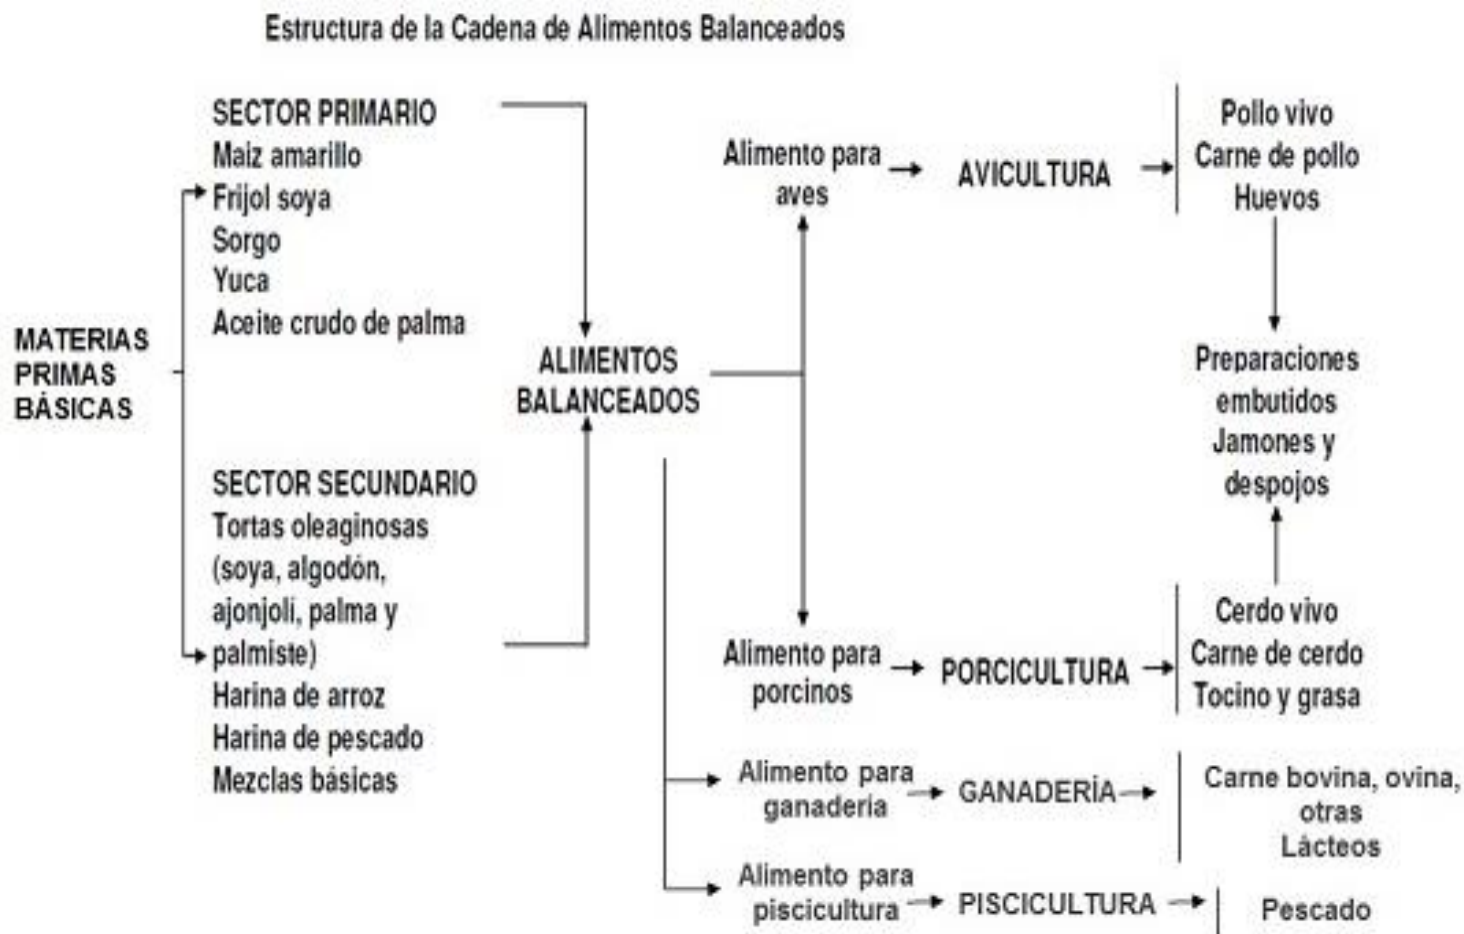 Estructura de la Cadena de Alimentos Balanceados
MATERIAS
PRIMAS
BÁSICAS
SECTOR PRIMARIO
Maiz amarillo
Frijol soya
Sorgo
Yuca
Aceite crudo de palma
SECTOR SECUNDARIO
Tortas oleaginosas
(soya, algodón,
ajonjolí, palma y
palmiste)
Harina de arroz
Harina de pescado
Mezclas básicas
ALIMENTOS
BALANCEADOS
Alimento para
aves
AVICULTURA
Pollo vivo
Carne de pollo
Huevos
Preparaciones
embutidos
Jamones y
despojos
Alimento para
porcinos
PORCICULTURA
Cerdo vivo
Carne de cerdo
Tocino y grasa
Alimento para
ganadería
GANADERÍA
Carne bovina, ovina,
otras
Lácteos
Alimento para
piscicultura
PISCICULTURA
Pescado